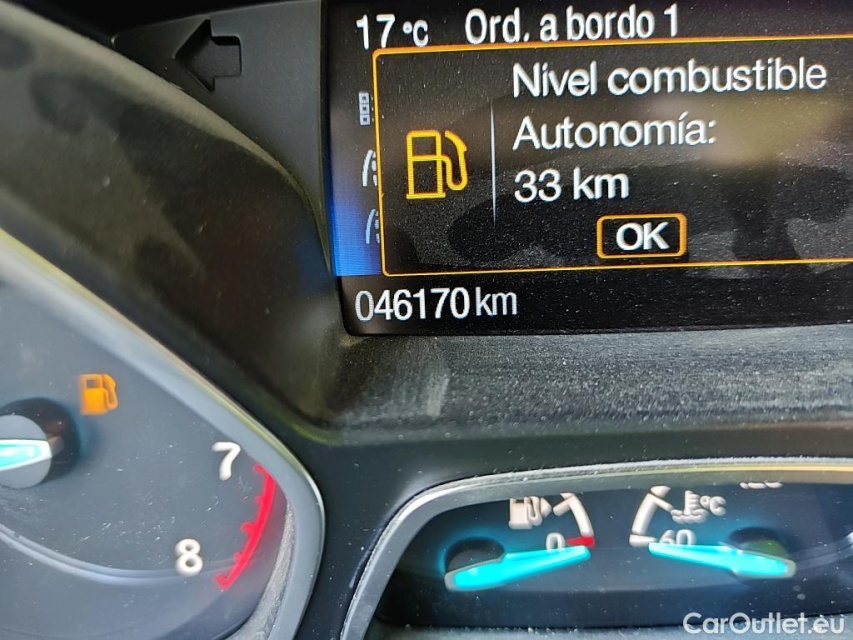 17 °C Ord. a bordo 1
Nivel combustible
Autonomía:
33 km
OK
046170 km
7
8
0
°C
60
CarOutlet.eu